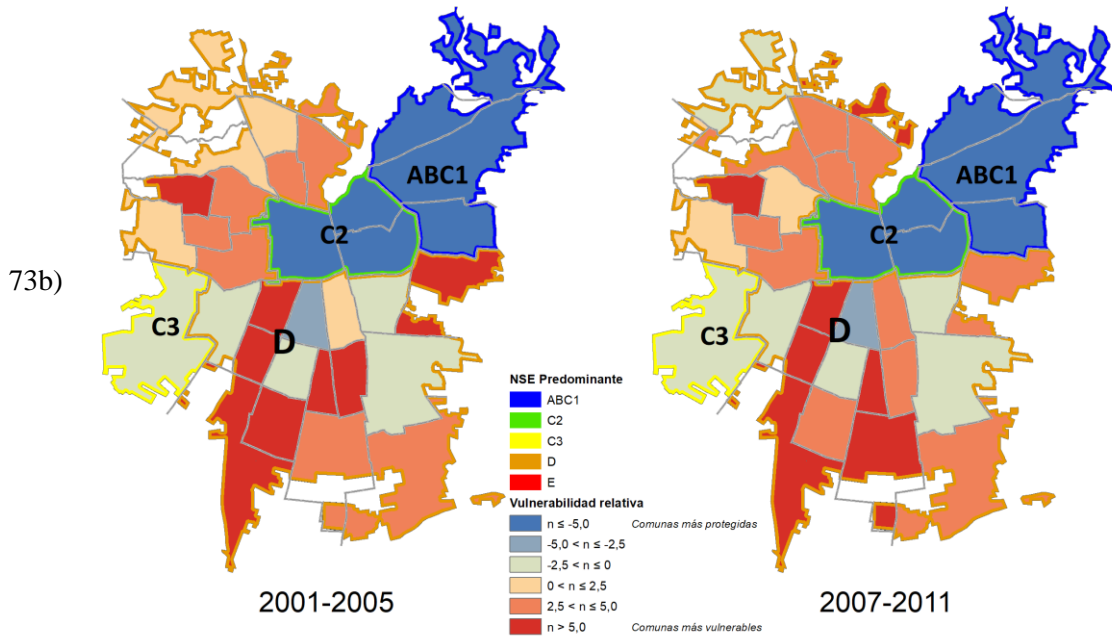 ABC1
C2
73b)
C3
D
2001-2005
NSE Predominante
ABC1
C2
C3
D
E
Vulnerabilidad relativa
n ≤ -5,0 Comunas más protegidas
-5,0 < n ≤ -2,5
-2,5 < n ≤ 0
0 < n ≤ 2,5
2,5 < n ≤ 5,0
n > 5,0 Comunas más vulnerables
ABC1
C2
C3
D
2007-2011